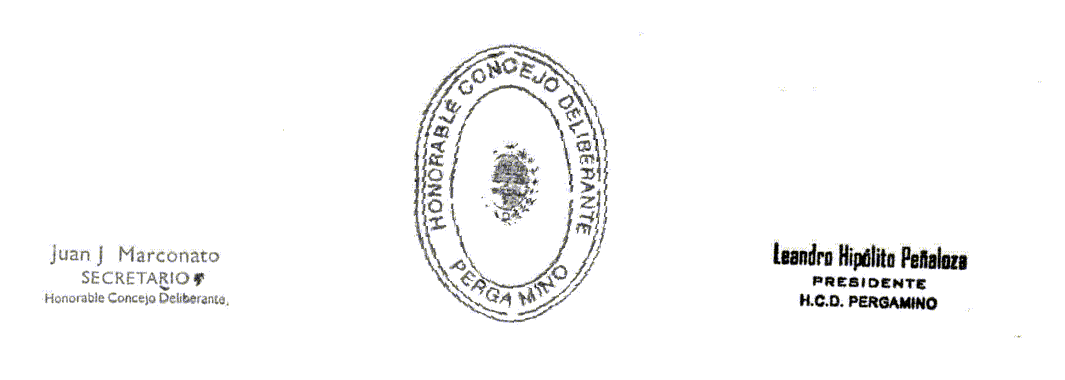 HONORABLE CONCEJO DELIBERANTE
PERGAMINO
Juan J Marconato
SECRETARIO
Honorable Concejo Deliberante,
Leandro Hipólito Peñaloza
PRESIDENTE
H.C.D. PERGAMINO